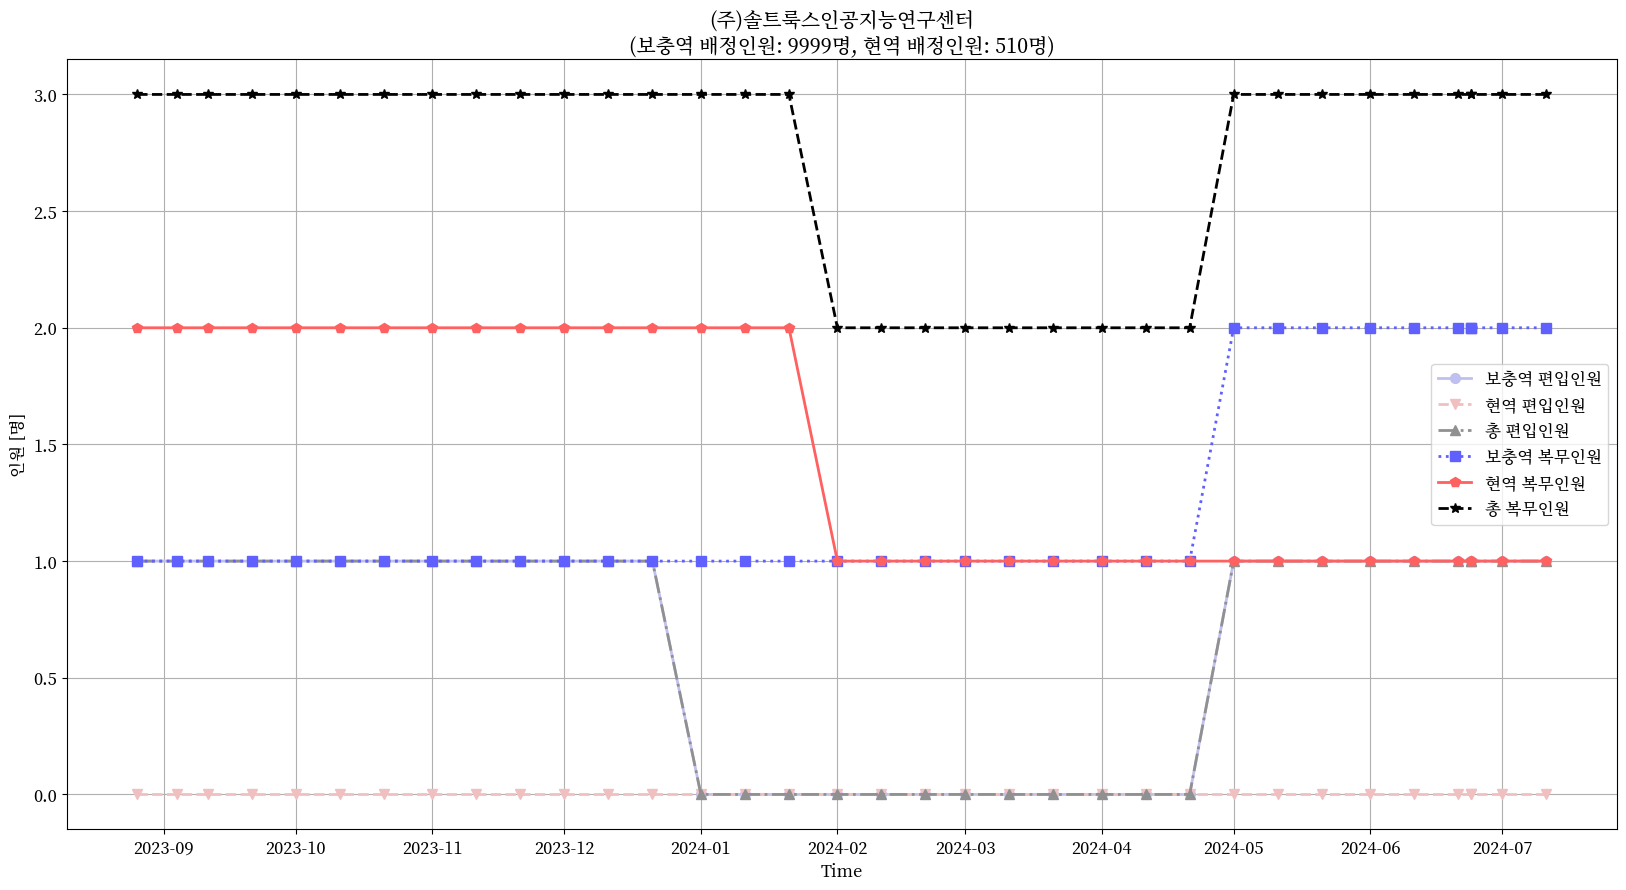 (주)솔트룩스인공지능연구센터
(보충역 배정인원: 9999명, 현역 배정인원: 510명)
인원 [명]
3.0
2.5
2.0
1.5
1.0
0.5
0.0
보충역 편입인원
현역 편입인원
총 편입인원
보충역 복무인원
현역 복무인원
총 복무인원
2023-09 2023-10 2023-11 2023-12 2024-01 2024-02 2024-03 2024-04 2024-05 2024-06 2024-07
Time